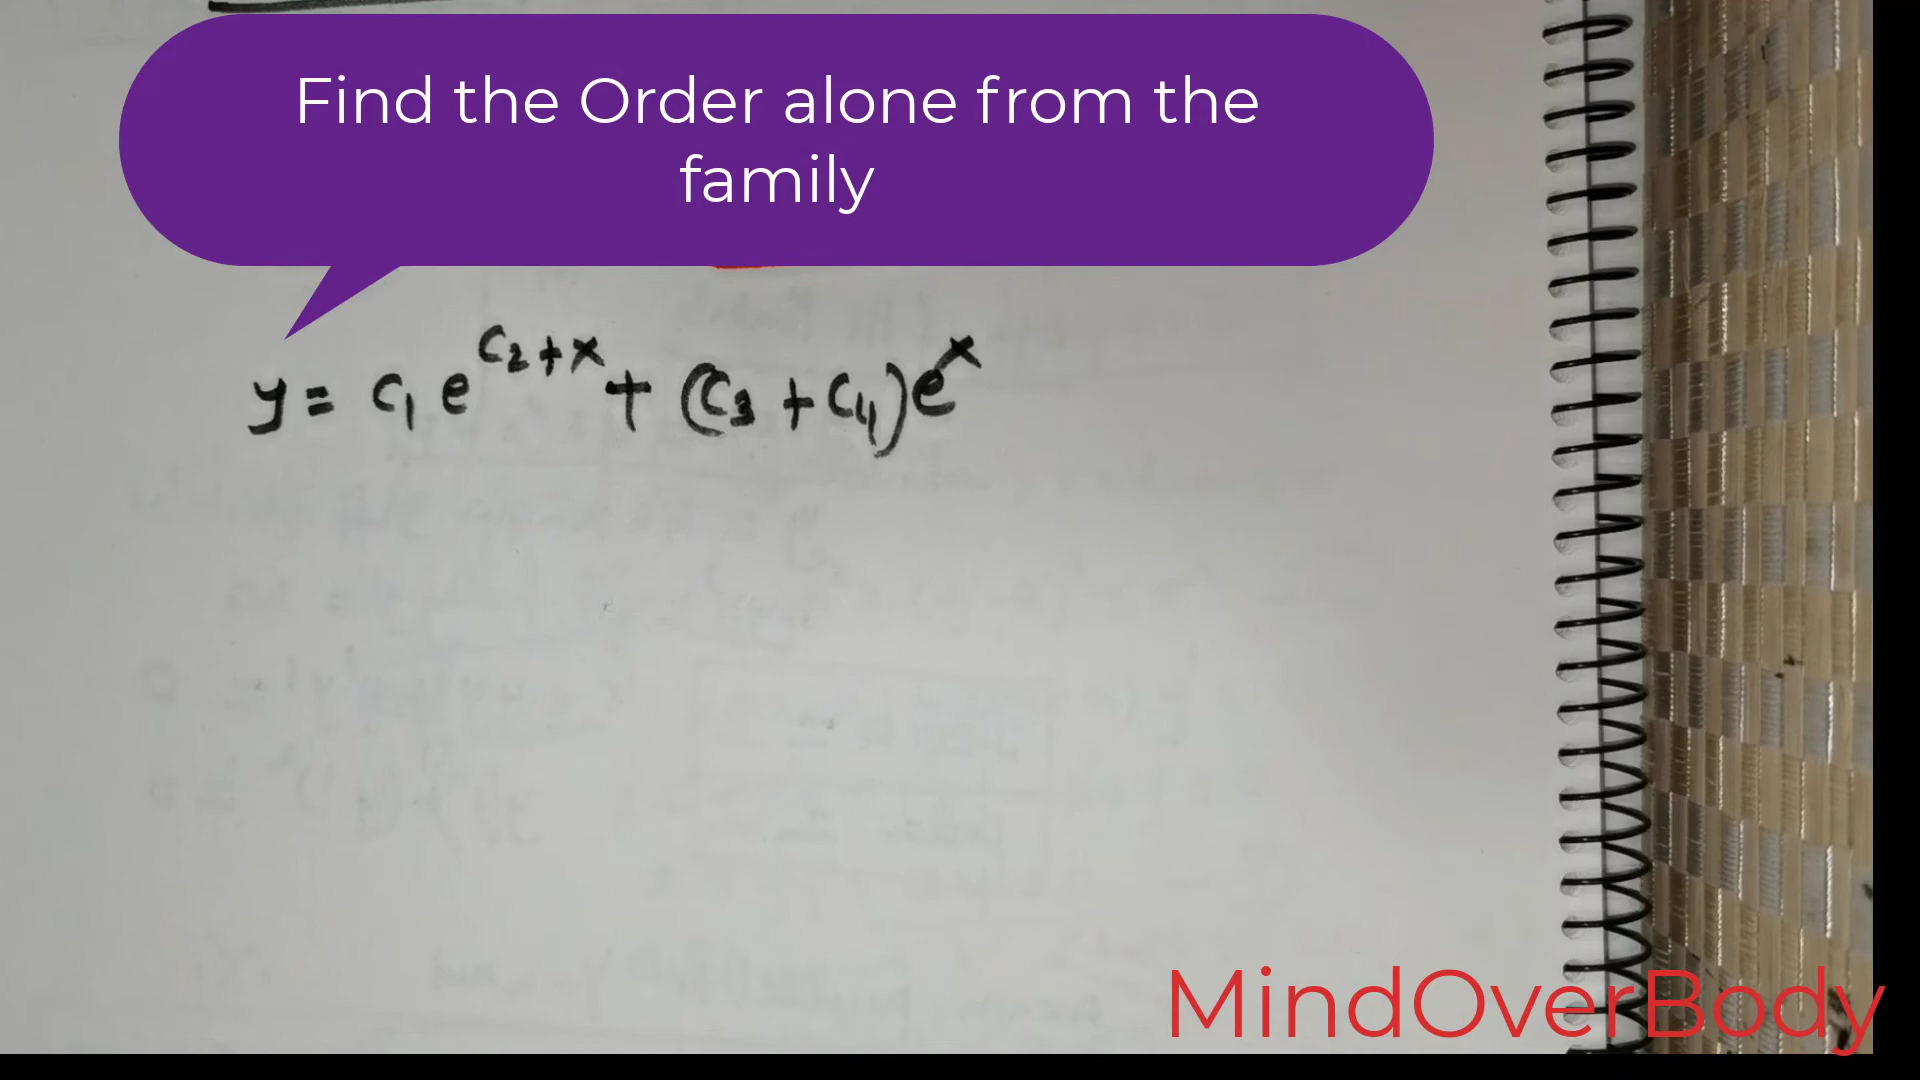 Find the Order alone from the
family
y = c₁ e^(c₂+x) + (c₃ + c₄)e^x
MindOverBody